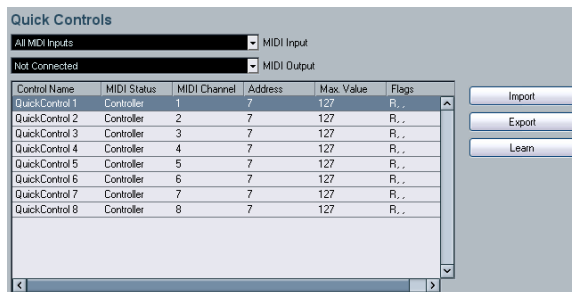 Quick Controls
All MIDI Inputs MIDI Input
Not Connected MIDI Output
Control Name MIDI Status MIDI Channel Address Max. Value Flags
QuickControl 1 Controller 1 7 127 R, ,
QuickControl 2 Controller 2 7 127 R, ,
QuickControl 3 Controller 3 7 127 R, ,
QuickControl 4 Controller 4 7 127 R, ,
QuickControl 5 Controller 5 7 127 R, ,
QuickControl 6 Controller 6 7 127 R, ,
QuickControl 7 Controller 7 7 127 R, ,
QuickControl 8 Controller 8 7 127 R, ,
Import
Export
Learn